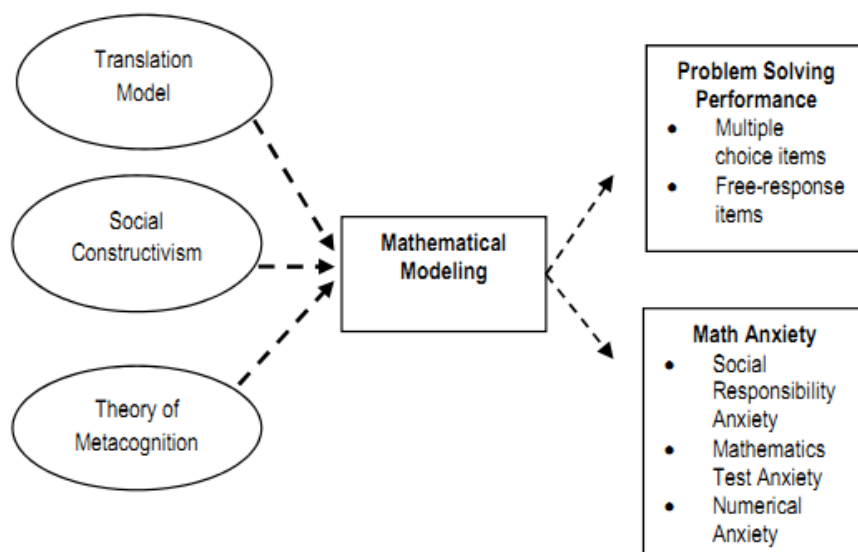 Translation
Model
Social
Constructivism
Theory of
Metacognition
Mathematical
Modeling
Problem Solving
Performance
• Multiple
choice items
• Free-response
items
Math Anxiety
• Social
Responsibility
Anxiety
• Mathematics
Test Anxiety
• Numerical
Anxiety